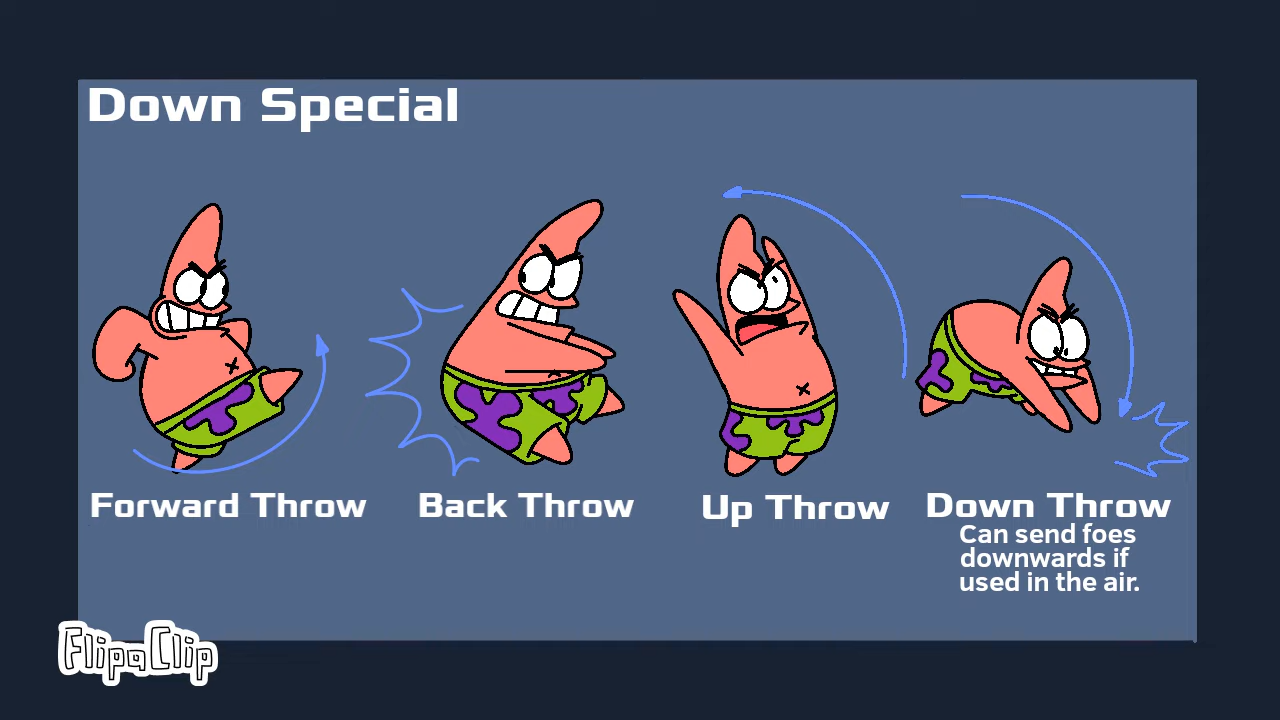 Down Special
Forward Throw
Back Throw
Up Throw
Down Throw
Can send foes
downwards if
used in the air.
FlipaClip